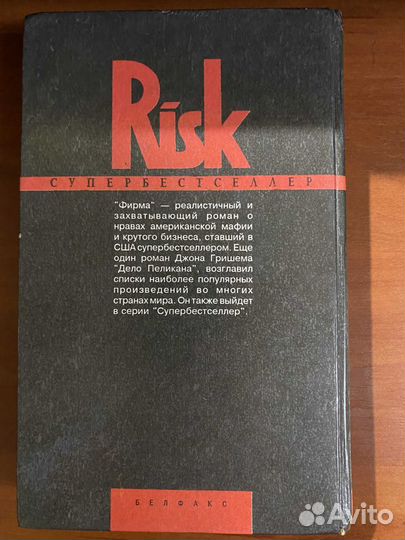 Risk
СУПЕРБЕСТСЕЛЛЕР
"Фирма" — реалистичный и
захватывающий роман о
нравах американской мафии
и крутого бизнеса, ставший в
США супербестселлером. Еще
один роман Джона Гришема
"Дело Пеликана", возглавил
списки наиболее популярных
произведений во многих
странах мира. Он также выйдет
в серии "Супербестселлер".
БЕЛФАКС
Avito